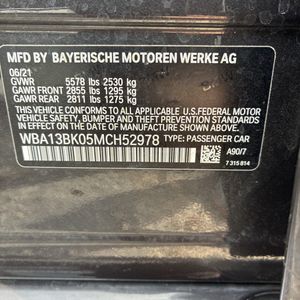 MFD BY BAYERISCHE MOTOREN WERKE AG
06/21
GVWR 5578 lbs 2530 kg
GAWR FRONT 2855 lbs 1295 kg
GAWR REAR 2811 lbs 1275 kg
THIS VEHICLE CONFORMS TO ALL APPLICABLE U.S.FEDERAL MOTOR
VEHICLE SAFETY, BUMPER, AND THEFT PREVENTION STANDARDS IN
EFFECT ON THE DATE OF MANUFACTURE SHOWN ABOVE.
WBA13BK05MCH52978 TYPE: PASSENGER CAR
A90/7
7 315 814